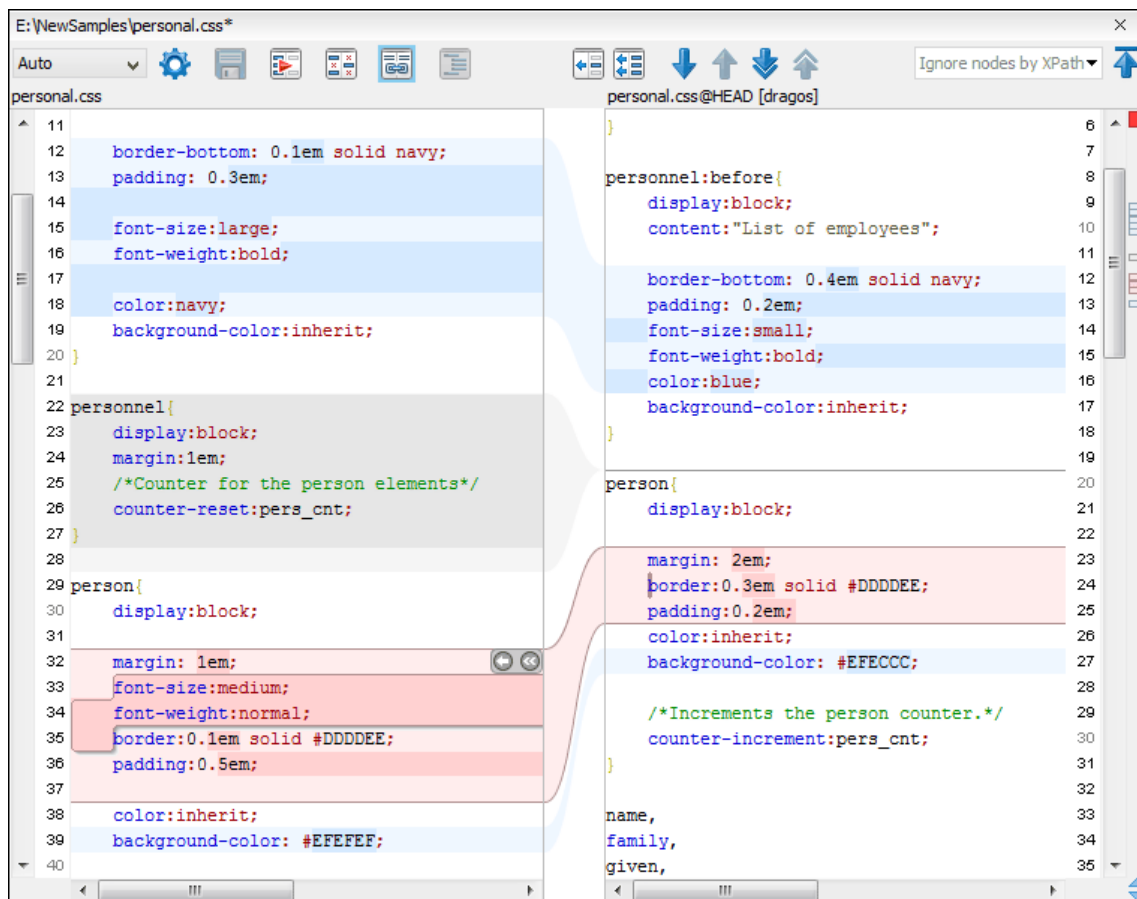 E:\NewSamples\personal.css*
Auto
Ignore nodes by XPath
personal.css
personal.css@HEAD [dragos]
11
12 border-bottom: 0.1em solid navy;
13 padding: 0.3em;
14
15 font-size:large;
16 font-weight:bold;
17
18 color:navy;
19 background-color:inherit;
20 }
21
22 personnel{
23 display:block;
24 margin:1em;
25 /*Counter for the person elements*/
26 counter-reset:pers_cnt;
27 }
28
29 person{
30 display:block;
31
32 margin: 1em;
33 font-size:medium;
34 font-weight:normal;
35 border:0.1em solid #DDDDEE;
36 padding:0.5em;
37
38 color:inherit;
39 background-color: #EFEFEF;
40
} 6
7
personnel:before{ 8
display:block; 9
content:"List of employees"; 10
11
border-bottom: 0.4em solid navy; 12
padding: 0.2em; 13
font-size:small; 14
font-weight:bold; 15
color:blue; 16
background-color:inherit; 17
} 18
19
person{ 20
display:block; 21
22
margin: 2em; 23
border:0.3em solid #DDDDEE; 24
padding:0.2em; 25
color:inherit; 26
background-color: #EFECCC; 27
28
/*Increments the person counter.*/ 29
counter-increment:pers_cnt; 30
} 31
32
name, 33
family, 34
given, 35